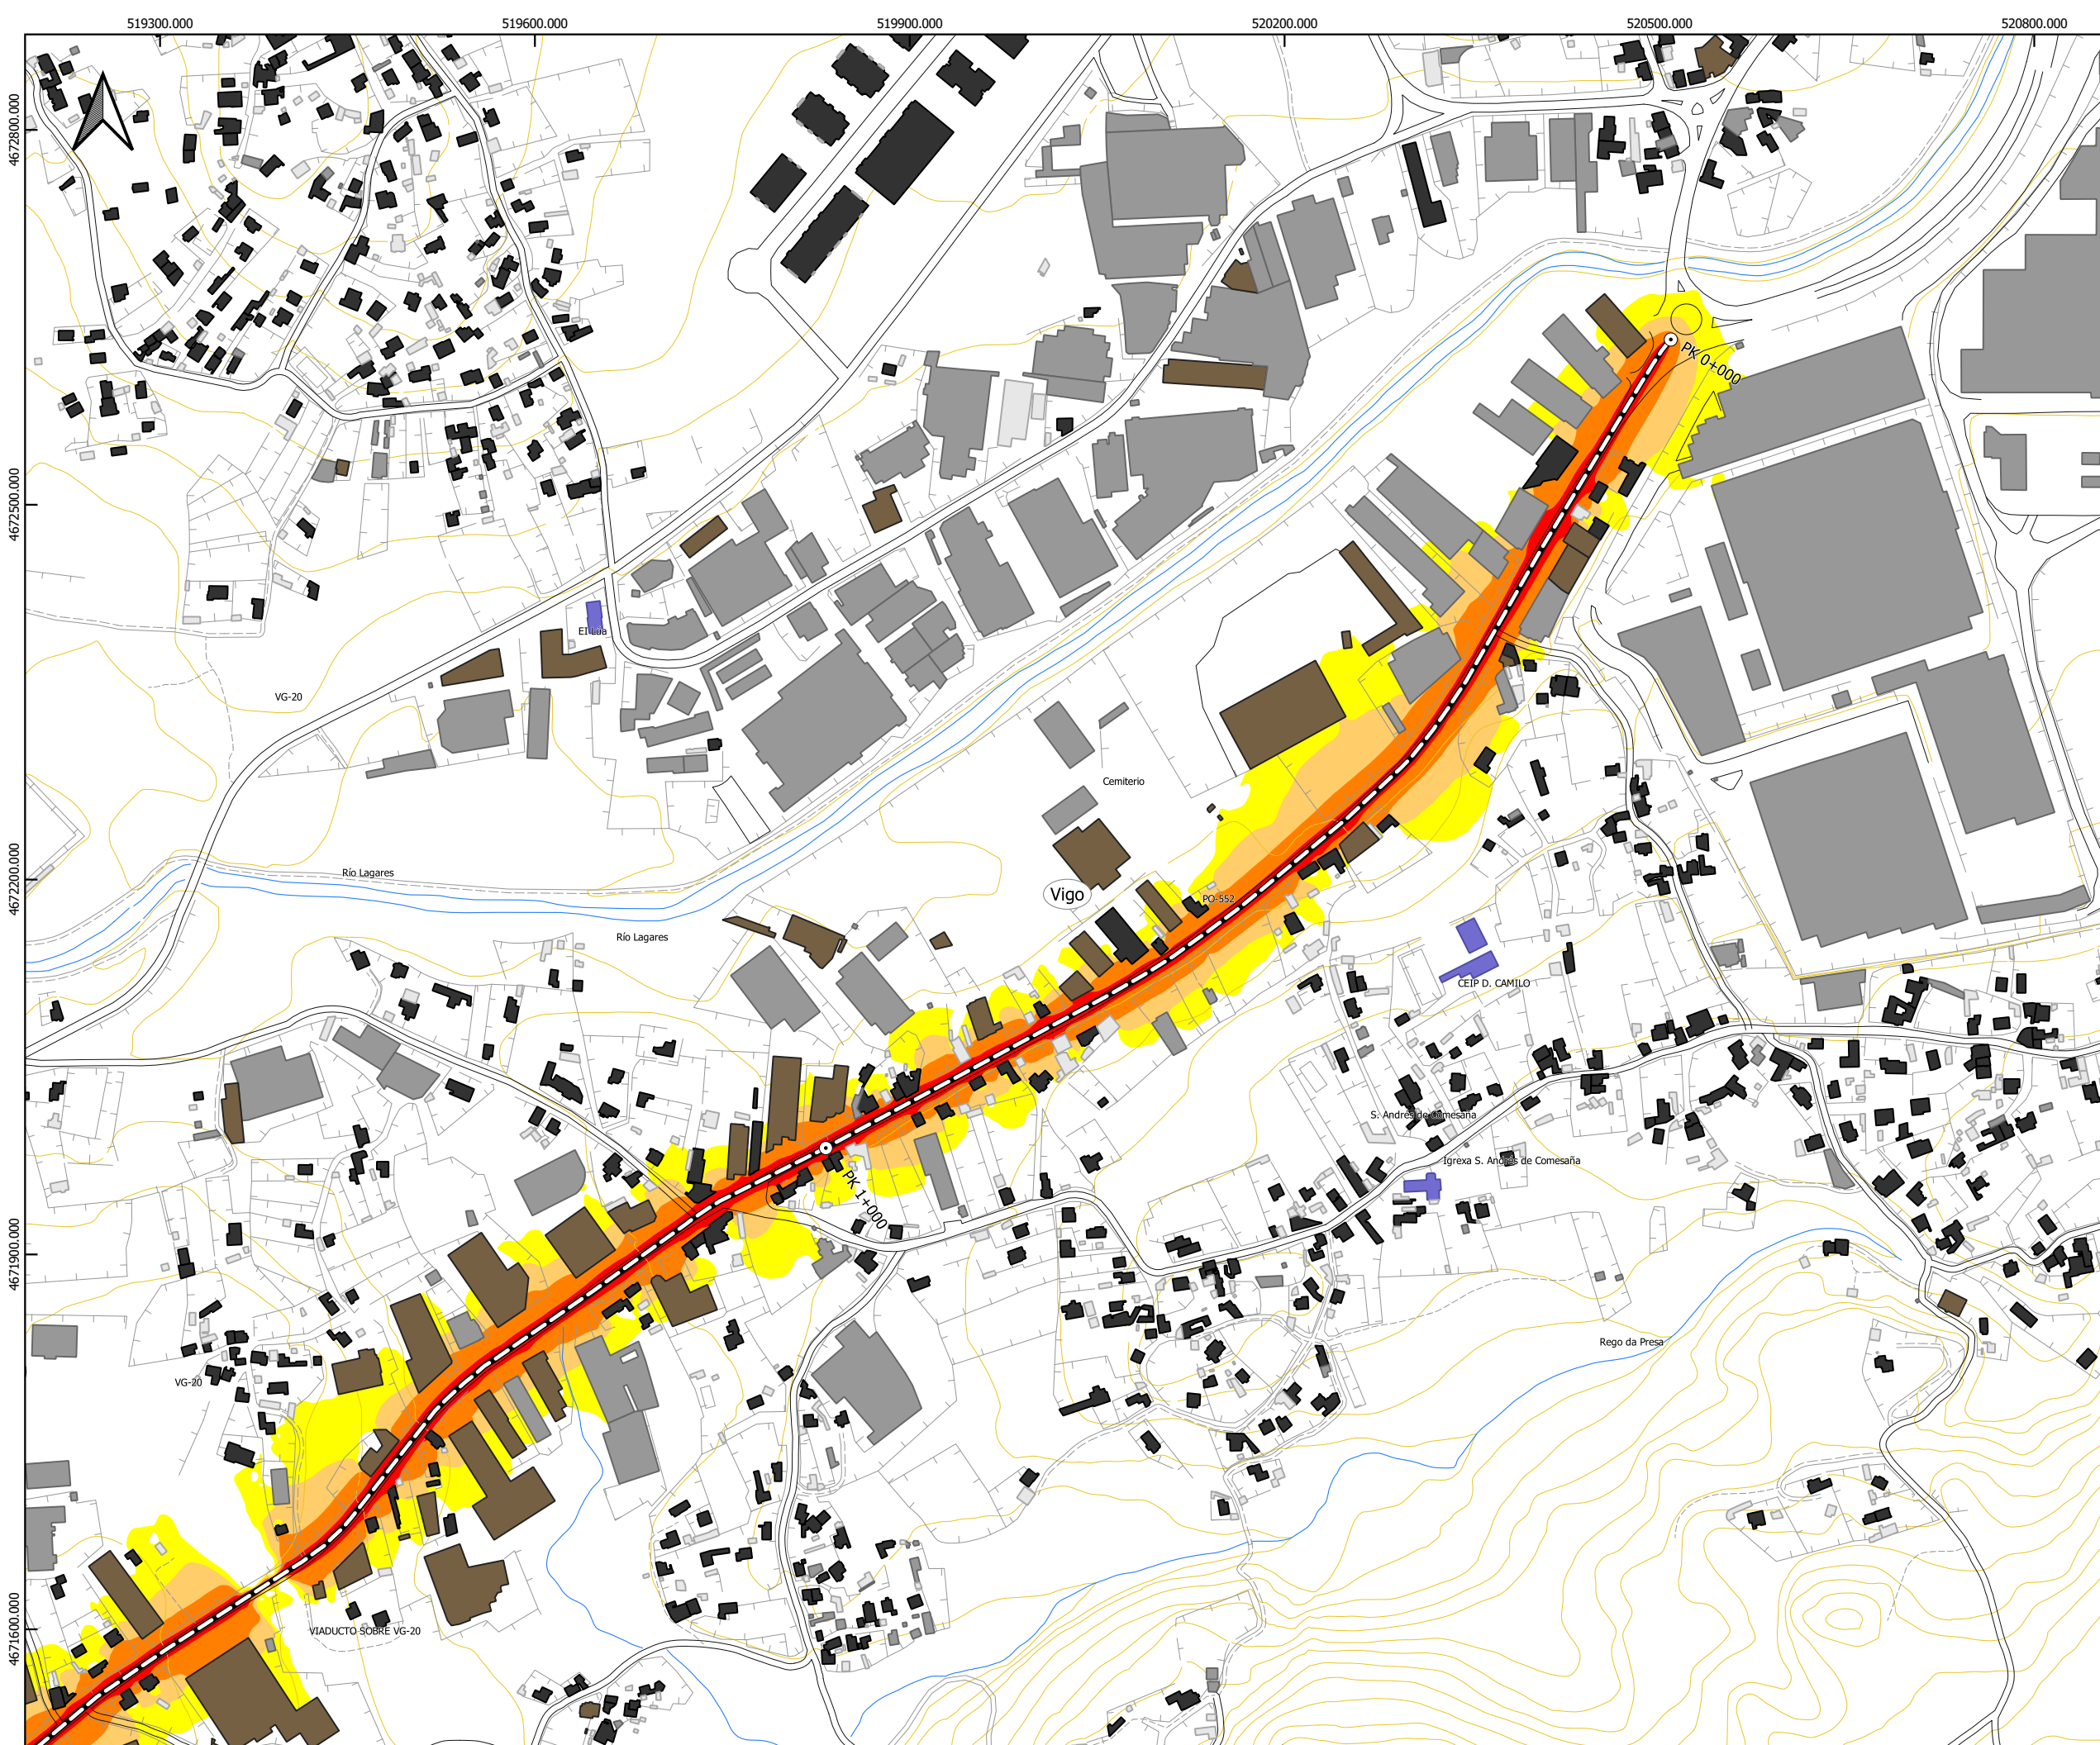 519300.000
519600.000
519900.000
520200.000
520500.000
520800.000
4672800.000
4672500.000
4672200.000
4671900.000
4671600.000
PK 0+000
EI Lúa
VG-20
Cemiterio
Río Lagares
Vigo
PO-552
Río Lagares
CEIP D. CAMILO
S. Andrés de Comesaña
Igrexa S. Andrés de Comesaña
PK 1+000
Rego da Presa
VG-20
VIADUCTO SOBRE VG-20